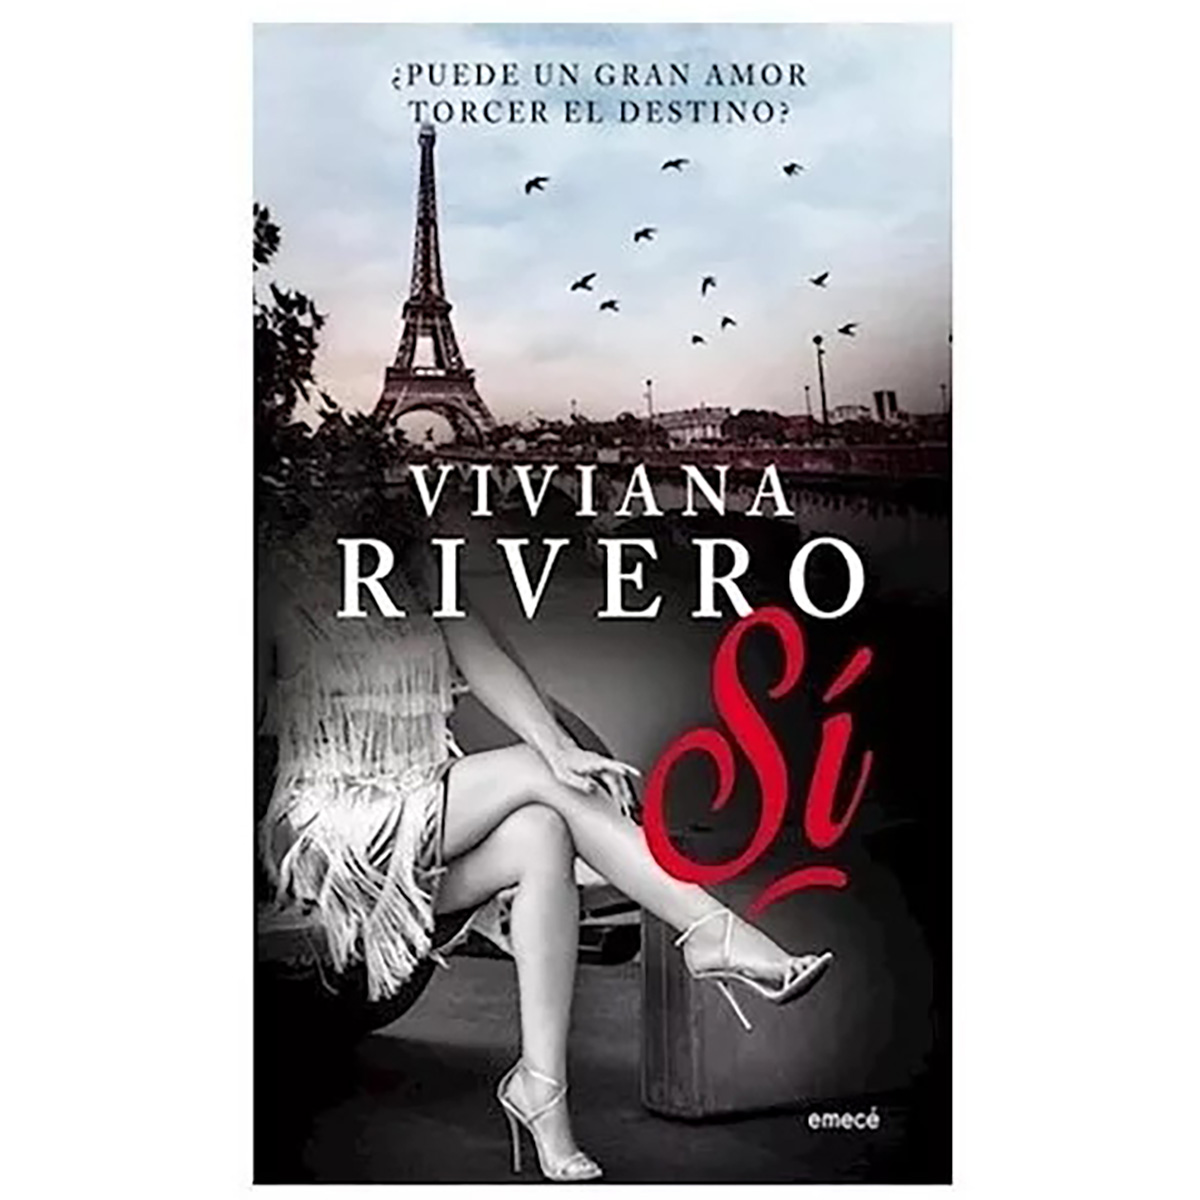 ¿PUEDE UN GRAN AMOR
TORCER EL DESTINO?
VIVIANA
RIVERO
Sí
emecé